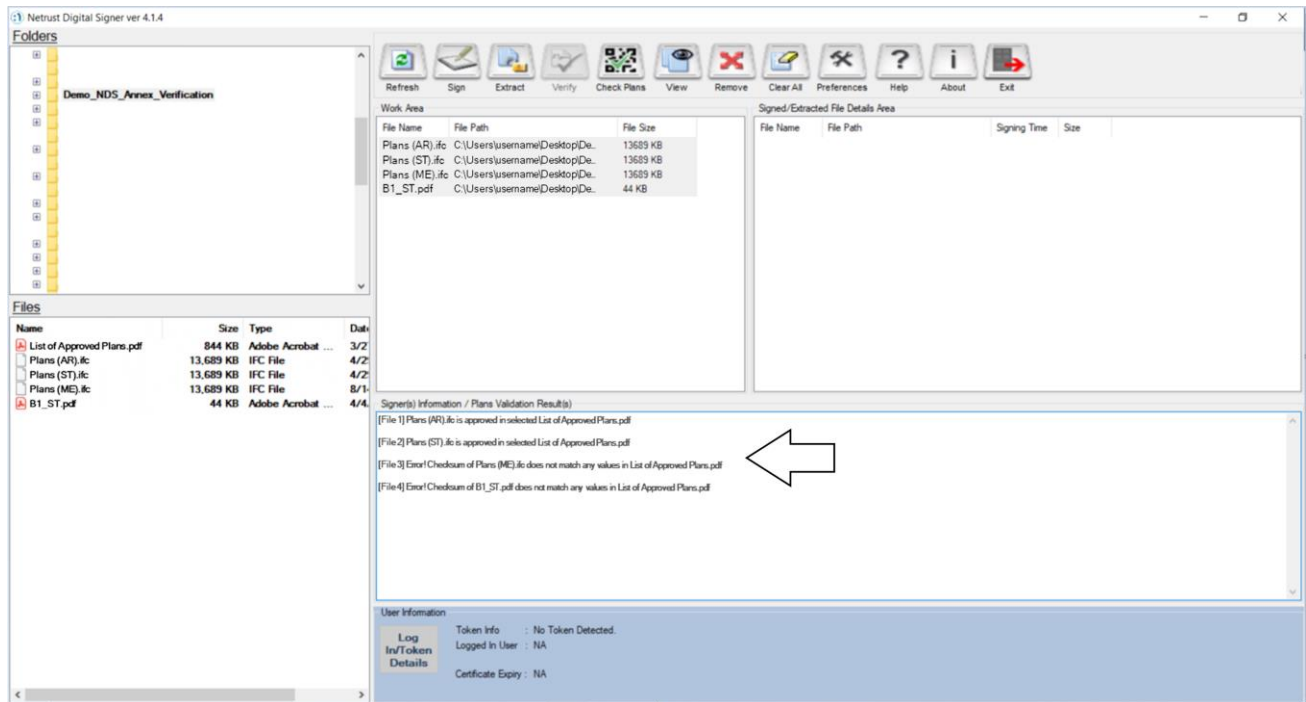 Netrust Digital Signer ver 4.1.4
Folders
Demo_NDS_Annex_Verification
Refresh Sign Extract Verify Check Plans View Remove Clear All Preferences Help About Exit
Work Area
File Name File Path File Size
Plans (AR).ifc C:\Users\username\Desktop\De.. 13689 KB
Plans (ST).ifc C:\Users\username\Desktop\De.. 13689 KB
Plans (ME).ifc C:\Users\username\Desktop\De.. 13689 KB
B1_ST.pdf C:\Users\username\Desktop\De.. 44 KB
Signed/Extracted File Details Area
File Name File Path Signing Time Size
Files
Name Size Type Date
List of Approved Plans.pdf 844 KB Adobe Acrobat ... 3/2
Plans (AR).ifc 13,689 KB IFC File 4/2
Plans (ST).ifc 13,689 KB IFC File 4/2
Plans (ME).ifc 13,689 KB IFC File 8/1
B1_ST.pdf 44 KB Adobe Acrobat ... 4/4
Signer(s) Information / Plans Validation Result(s)
[File 1] Plans (AR).ifc is approved in selected List of Approved Plans.pdf
[File 2] Plans (ST).ifc is approved in selected List of Approved Plans.pdf
[File 3] Error! Checksum of Plans (ME).ifc does not match any values in List of Approved Plans.pdf
[File 4] Error! Checksum of B1_ST.pdf does not match any values in List of Approved Plans.pdf
User Information
Log In/Token Details
Token Info : No Token Detected.
Logged In User : NA
Certificate Expiry : NA